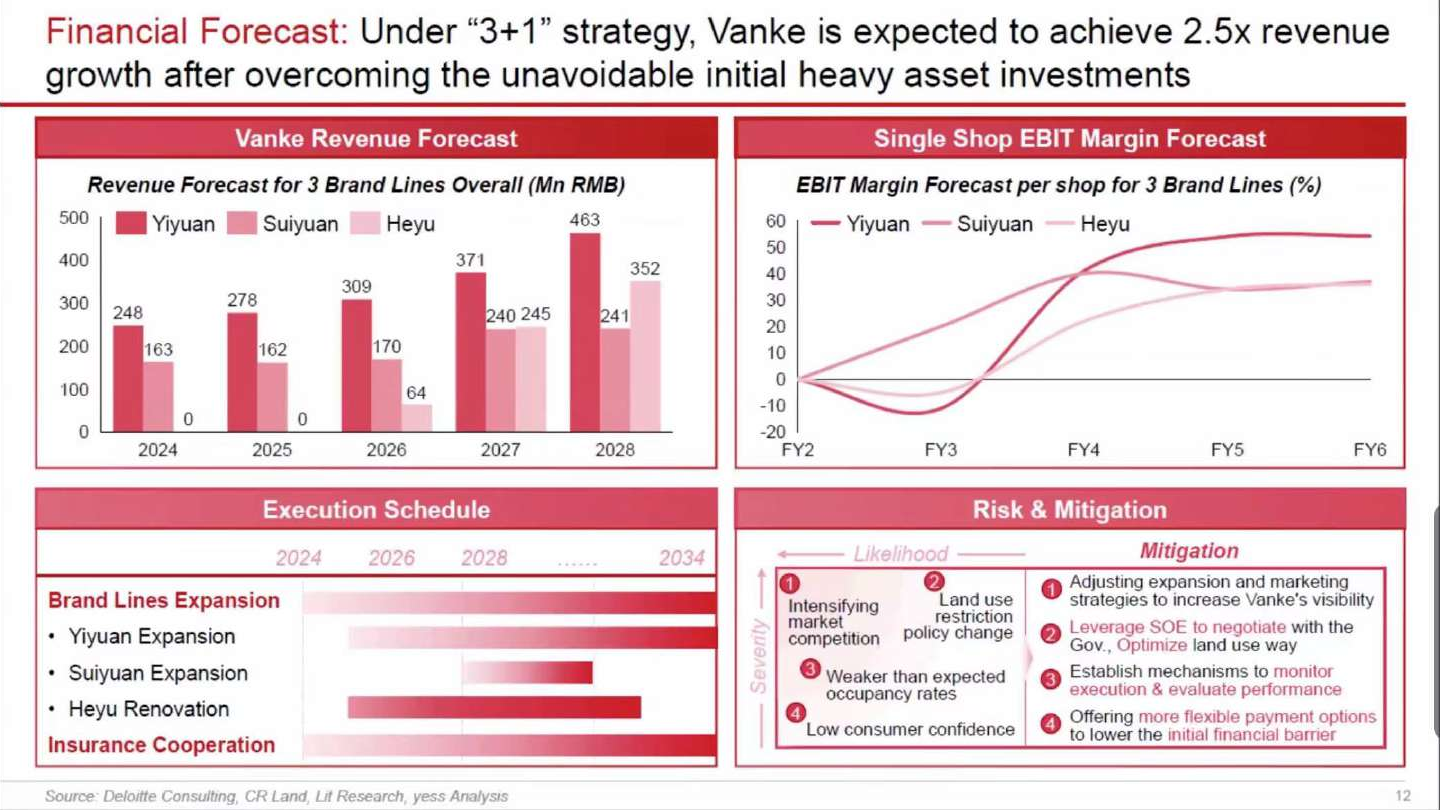 Financial Forecast: Under “3+1” strategy, Vanke is expected to achieve 2.5x revenue
growth after overcoming the unavoidable initial heavy asset investments
Vanke Revenue Forecast
Revenue Forecast for 3 Brand Lines Overall (Mn RMB)
Yiyuan Suiyuan Heyu
500
400
300
200
100
0
248 163 0
278 162 0
309 170 64
371 240 245
463 241 352
2024 2025 2026 2027 2028
Single Shop EBIT Margin Forecast
EBIT Margin Forecast per shop for 3 Brand Lines (%)
Yiyuan Suiyuan Heyu
60
50
40
30
20
10
0
-10
-20
FY2 FY3 FY4 FY5 FY6
Execution Schedule
2024 2026 2028 ...... 2034
Brand Lines Expansion
• Yiyuan Expansion
• Suiyuan Expansion
• Heyu Renovation
Insurance Cooperation
Risk & Mitigation
Likelihood
Severity
1
Intensifying
market
competition
2
Land use
restriction
policy change
3 Weaker than expected
occupancy rates
4
Low consumer confidence
Mitigation
1 Adjusting expansion and marketing
strategies to increase Vanke's visibility
2 Leverage SOE to negotiate with the
Gov., Optimize land use way
3 Establish mechanisms to monitor
execution & evaluate performance
4 Offering more flexible payment options
to lower the initial financial barrier
Source: Deloitte Consulting, CR Land, Lit Research, yess Analysis
12